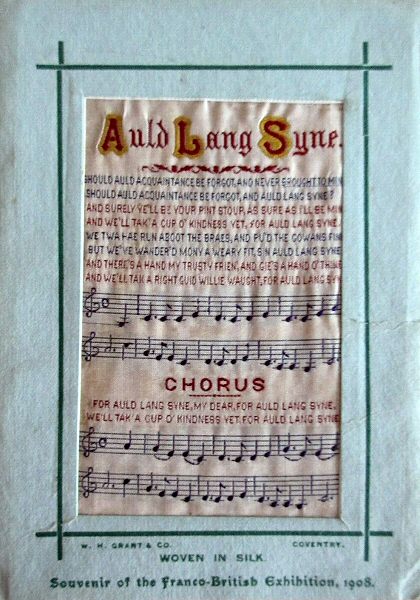 Auld Lang Syne.
SHOULD AULD ACQUAINTANCE BE FORGOT, AND NEVER BROUGHT TO MIN
SHOULD AULD ACQUAINTANCE BE FORGOT, AND AULD LANG SYNE?
AND SURELY YE'LL BE YOUR PINT STOUP, AS SURE AS I'LL BE MIN
AND WE'LL TAK' A CUP O' KINDNESS YET, FOR AULD LANG SYNE.
WE TWA HAE RUN ABOOT THE BRAES, AND PU'D THE GOWANS FIN
BUT WE'VE WANDER'D MONY A WEARY FIT, SIN AULD LANG SYNE
AND THERE'S A HAND MY TRUSTY FRIEN, AND GIE'S A HAND O' THINE
AND WE'LL TAK A RIGHT GUID WILLIE WAUGHT, FOR AULD LANG SYN
CHORUS
FOR AULD LANG SYNE, MY DEAR, FOR AULD LANG SYNE.
WE'LL TAK' A CUP O' KINDNESS YET, FOR AULD LANG SYNE
W. H. GRANT & CO. COVENTRY.
WOVEN IN SILK.
Souvenir of the Franco-British Exhibition, 1908.